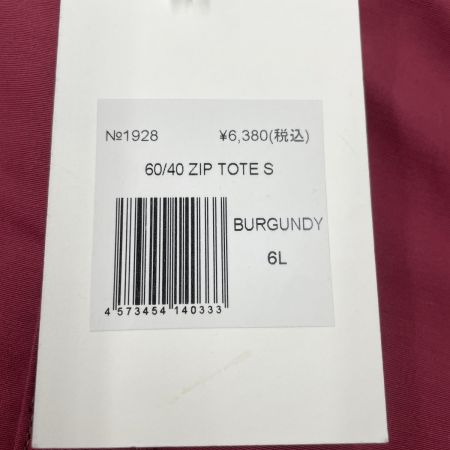 №1928 ¥6,380(税込)
60/40 ZIP TOTE S
BURGUNDY
6L
4 573454 140333